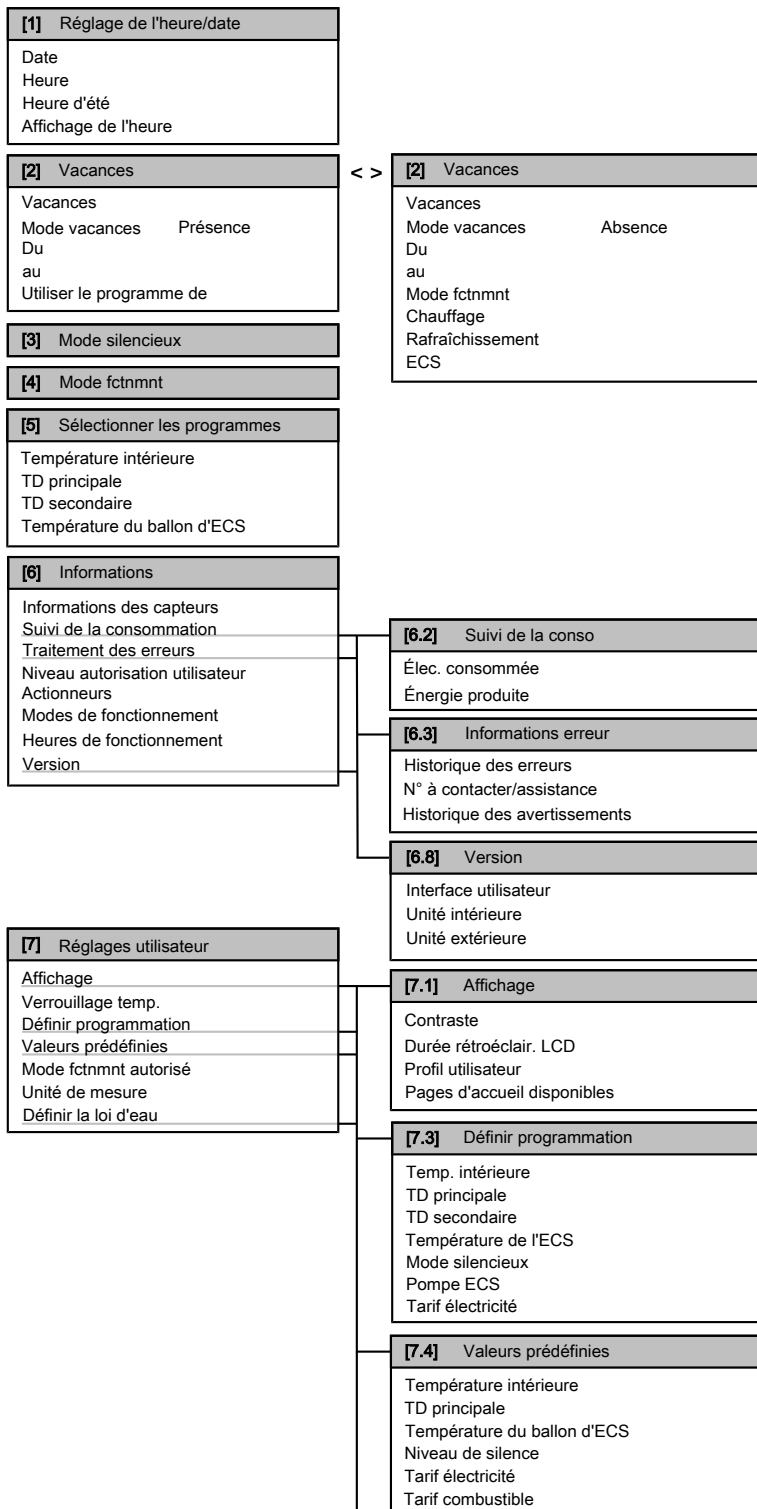 [1] Réglage de l'heure/date
Date
Heure
Heure d'été
Affichage de l'heure
[2] Vacances
Vacances
Mode vacances Présence
Du
au
Utiliser le programme de
< >
[2] Vacances
Vacances
Mode vacances Absence
Du
au
Mode fctnmnt
Chauffage
Rafraîchissement
ECS
[3] Mode silencieux
[4] Mode fctnmnt
[5] Sélectionner les programmes
Température intérieure
TD principale
TD secondaire
Température du ballon d'ECS
[6] Informations
Informations des capteurs
Suivi de la consommation
Traitement des erreurs
Niveau autorisation utilisateur
Actionneurs
Modes de fonctionnement
Heures de fonctionnement
Version
[6.2] Suivi de la conso
Élec. consommée
Énergie produite
[6.3] Informations erreur
Historique des erreurs
N° à contacter/assistance
Historique des avertissements
[6.8] Version
Interface utilisateur
Unité intérieure
Unité extérieure
[7] Réglages utilisateur
Affichage
Verrouillage temp.
Définir programmation
Valeurs prédéfinies
Mode fctnmnt autorisé
Unité de mesure
Définir la loi d'eau
[7.1] Affichage
Contraste
Durée rétroéclair. LCD
Profil utilisateur
Pages d'accueil disponibles
[7.3] Définir programmation
Temp. intérieure
TD principale
TD secondaire
Température de l'ECS
Mode silencieux
Pompe ECS
Tarif électricité
[7.4] Valeurs prédéfinies
Température intérieure
TD principale
Température du ballon d'ECS
Niveau de silence
Tarif électricité
Tarif combustible